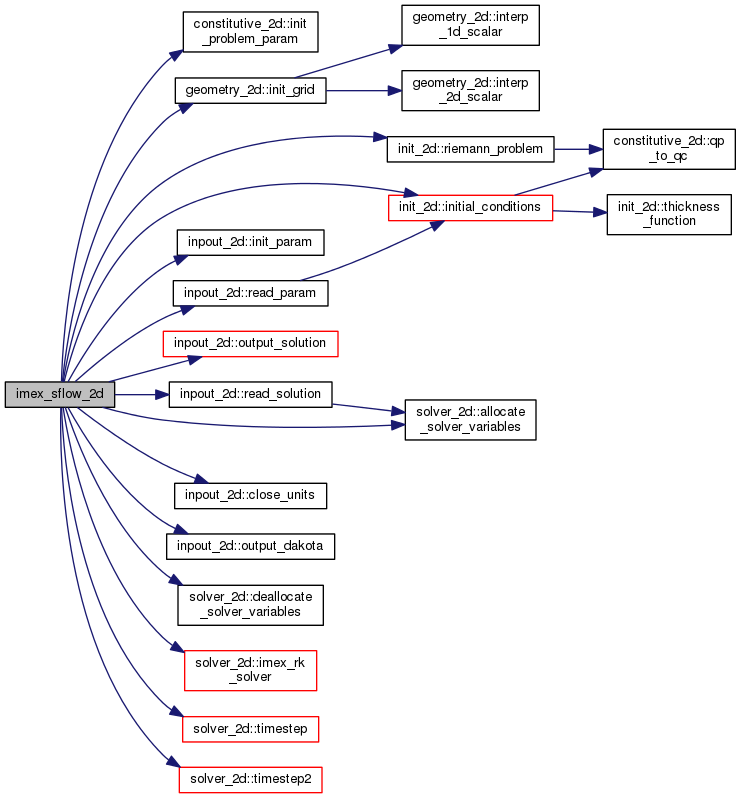 constitutive_2d::init
_problem_param
geometry_2d::interp
_1d_scalar
geometry_2d::init_grid
geometry_2d::interp
_2d_scalar
init_2d::riemann_problem
constitutive_2d::qp
_to_qc
init_2d::initial_conditions
init_2d::thickness
_function
inpout_2d::init_param
inpout_2d::read_param
inpout_2d::output_solution
imex_sflow_2d
inpout_2d::read_solution
solver_2d::allocate
_solver_variables
inpout_2d::close_units
inpout_2d::output_dakota
solver_2d::deallocate
_solver_variables
solver_2d::imex_rk
_solver
solver_2d::timestep
solver_2d::timestep2